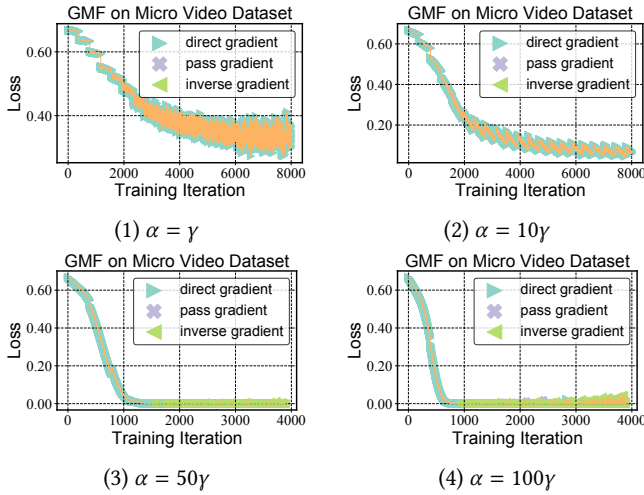 GMF on Micro Video Dataset
direct gradient
pass gradient
inverse gradient
0.60
0.40
Loss
0 2000 4000 6000 8000
Training Iteration
(1) α = γ
GMF on Micro Video Dataset
direct gradient
pass gradient
inverse gradient
0.60
0.40
0.20
Loss
0 2000 4000 6000 8000
Training Iteration
(2) α = 10γ
GMF on Micro Video Dataset
direct gradient
pass gradient
inverse gradient
0.60
0.40
0.20
0.00
Loss
0 1000 2000 3000 4000
Training Iteration
(3) α = 50γ
GMF on Micro Video Dataset
direct gradient
pass gradient
inverse gradient
0.60
0.40
0.20
0.00
Loss
0 1000 2000 3000 4000
Training Iteration
(4) α = 100γ